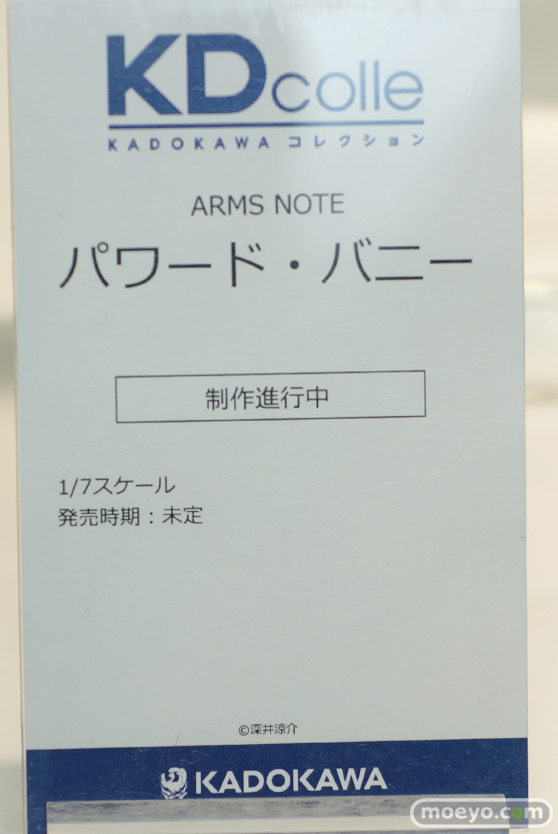 KDcolle
KADOKAWA コレクション
ARMS NOTE
パワード・バニー
制作進行中
1/7スケール
発売時期：未定
©深井涼介
KADOKAWA
moeyo.com